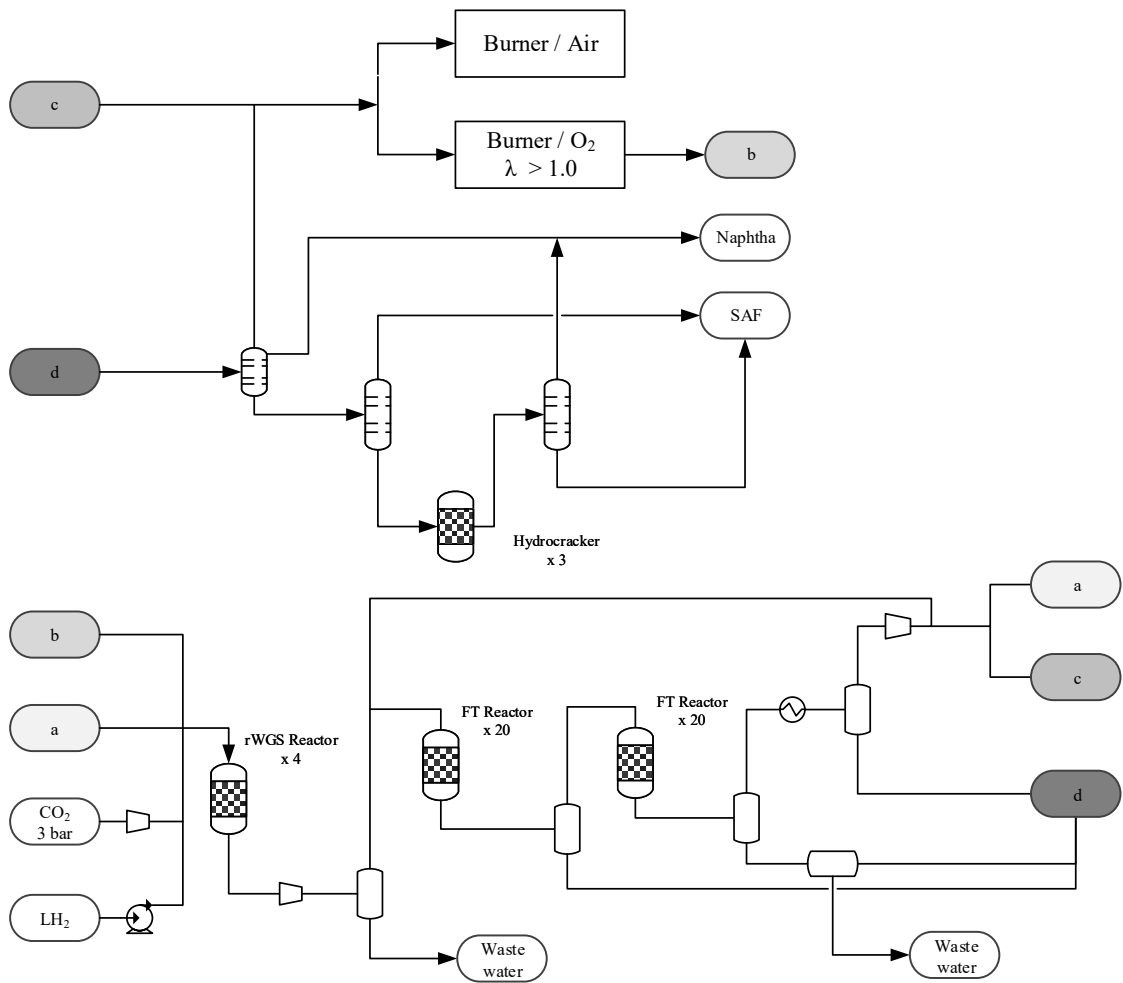 Burner / Air
c
Burner / O₂
λ > 1.0
b
Naphtha
SAF
d
Hydrocracker
x 3
a
b
c
FT Reactor
x 20
FT Reactor
x 20
a
rWGS Reactor
x 4
CO₂
3 bar
d
LH₂
Waste
water
Waste
water